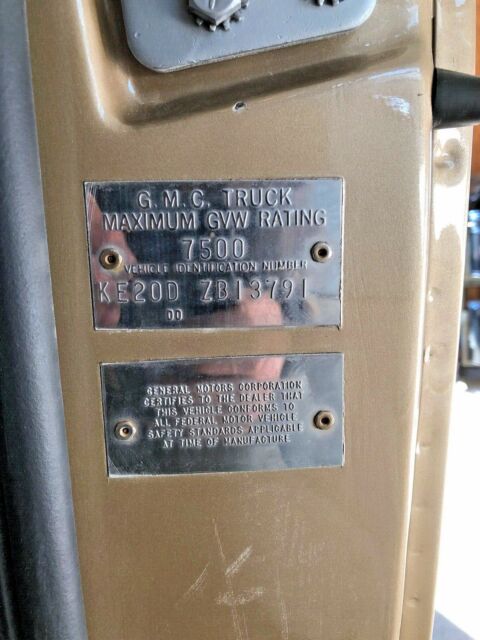 G.M.C. TRUCK
MAXIMUM GVW RATING
7500
VEHICLE IDENTIFICATION NUMBER
KE20D ZB13791
DD
GENERAL MOTORS CORPORATION
CERTIFIES TO THE DEALER THAT
THIS VEHICLE CONFORMS TO
ALL FEDERAL MOTOR VEHICLE
SAFETY STANDARDS APPLICABLE
AT TIME OF MANUFACTURE